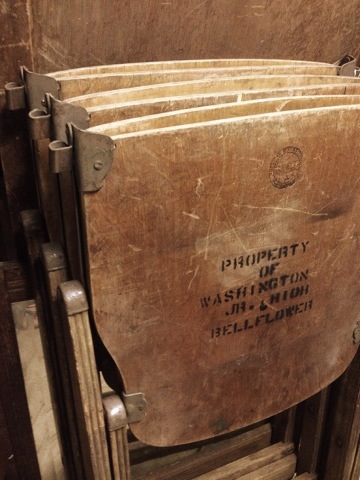 PROPERTY
OF
WASHINGTON
JR. HIGH
BELLFLOWER